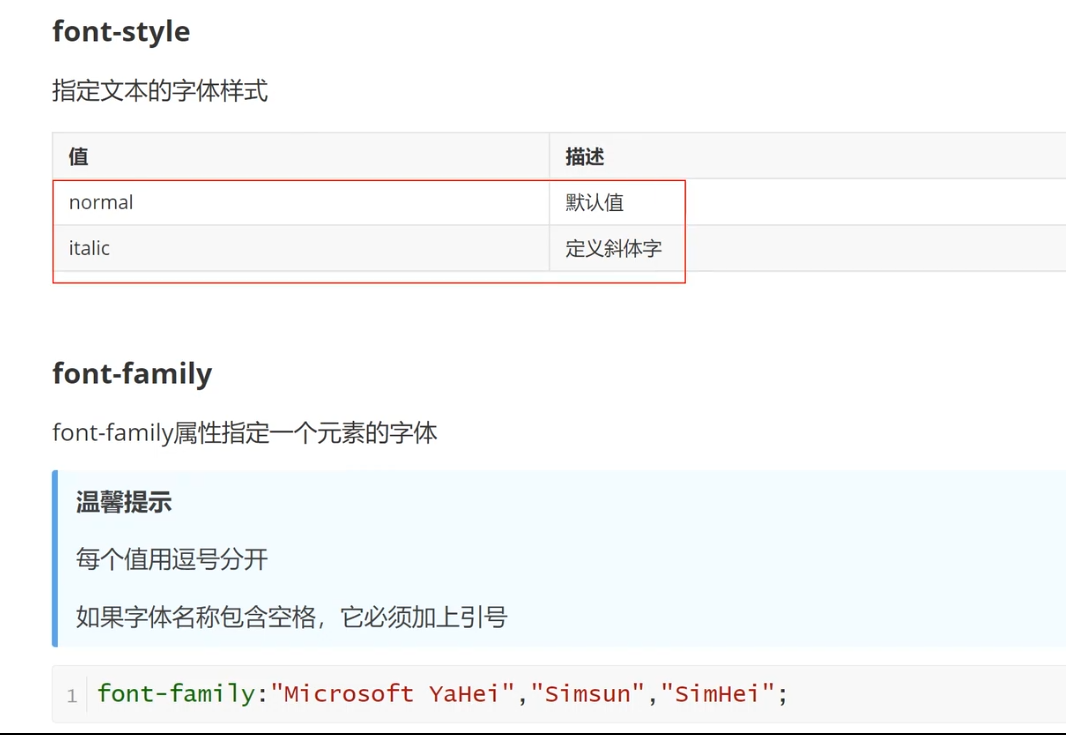 font-style
指定文本的字体样式
值 描述
normal 默认值
italic 定义斜体字
font-family
font-family属性指定一个元素的字体
温馨提示
每个值用逗号分开
如果字体名称包含空格，它必须加上引号
1 font-family:"Microsoft YaHei","Simsun","SimHei";